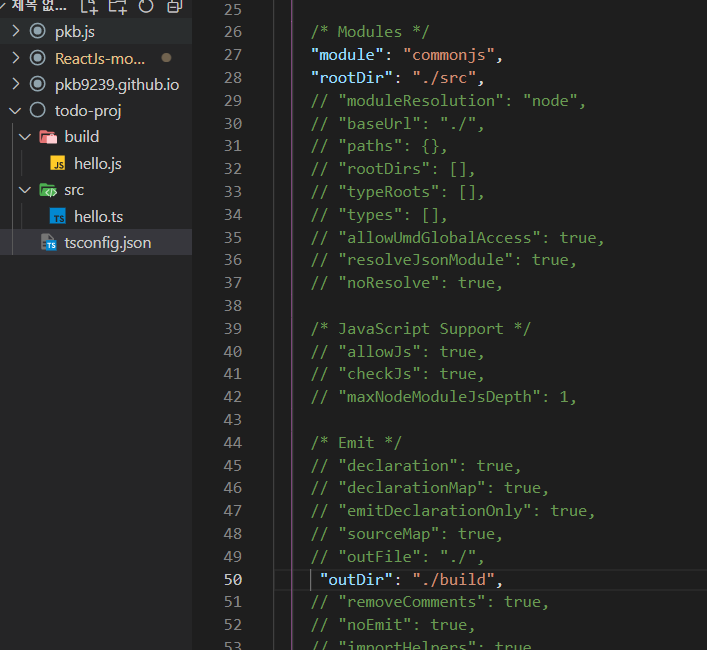 제목 없...
pkb.js
ReactJs-mo...
pkb9239.github.io
todo-proj
build
JS hello.js
src
TS hello.ts
TS tsconfig.json
25
26 /* Modules */
27 "module": "commonjs",
28 "rootDir": "./src",
29 // "moduleResolution": "node",
30 // "baseUrl": "./",
31 // "paths": {},
32 // "rootDirs": [],
33 // "typeRoots": [],
34 // "types": [],
35 // "allowUmdGlobalAccess": true,
36 // "resolveJsonModule": true,
37 // "noResolve": true,
38
39 /* JavaScript Support */
40 // "allowJs": true,
41 // "checkJs": true,
42 // "maxNodeModuleJsDepth": 1,
43
44 /* Emit */
45 // "declaration": true,
46 // "declarationMap": true,
47 // "emitDeclarationOnly": true,
48 // "sourceMap": true,
49 // "outFile": "./",
50 "outDir": "./build",
51 // "removeComments": true,
52 // "noEmit": true,
53 // "importHelpers": true